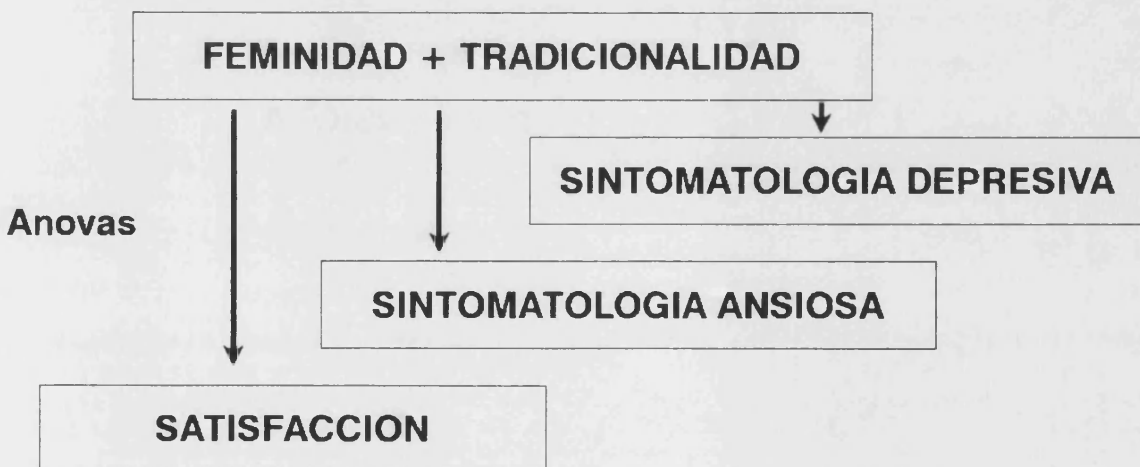 FEMINIDAD + TRADICIONALIDAD
SINTOMATOLOGIA DEPRESIVA
Anovas
SINTOMATOLOGIA ANSIOSA
SATISFACCION